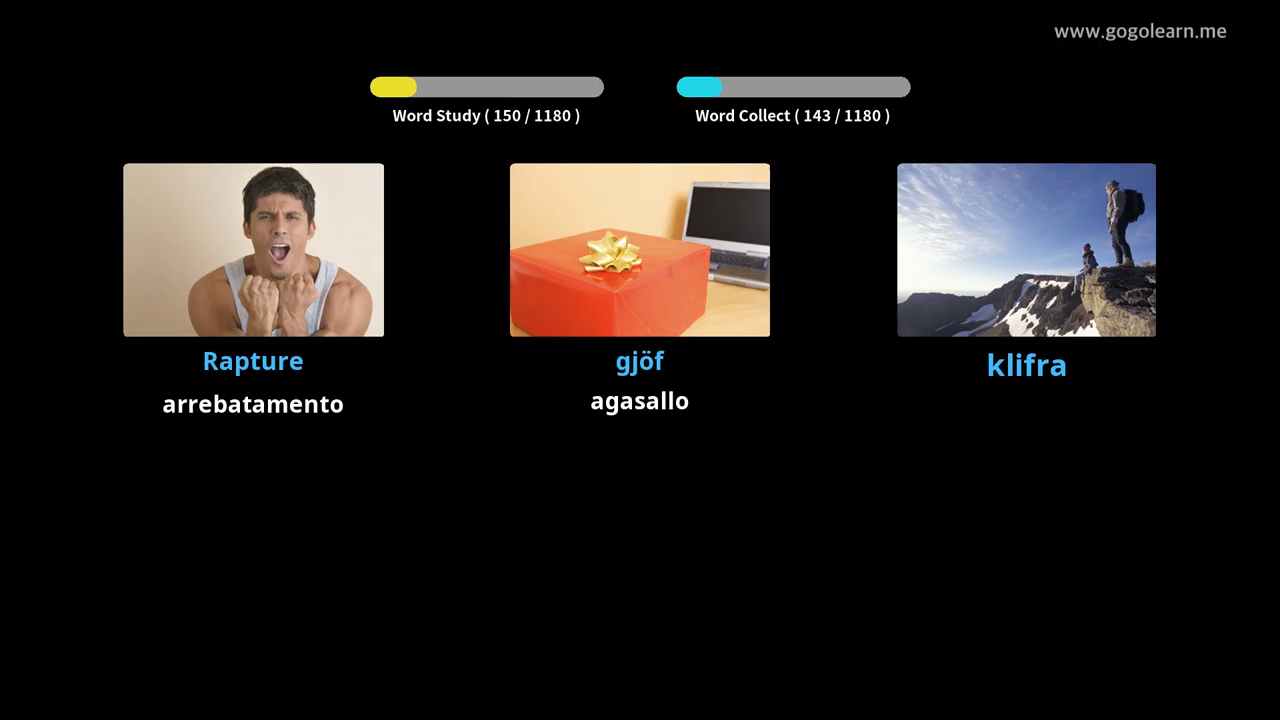 www.gogolearn.me
Word Study ( 150 / 1180 )
Word Collect ( 143 / 1180 )
Rapture
arrebatamento
gjöf
agasallo
klifra